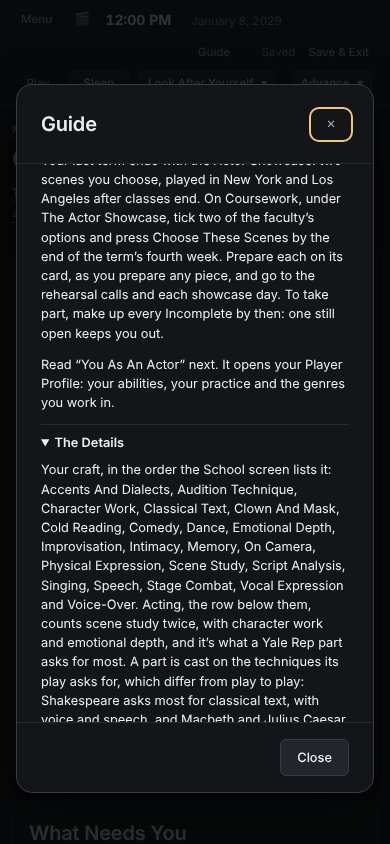 Menu
12:00 PM
January 8, 2029
Guide
Saved
Save & Exit
Play
Sleep
Look After Yourself
Advance
Guide
×
Your last term ends with the Actor Showcase: two
scenes you choose, played in New York and Los
Angeles after classes end. On Coursework, under
The Actor Showcase, tick two of the faculty’s
options and press Choose These Scenes by the
end of the term’s fourth week. Prepare each on its
card, as you prepare any piece, and go to the
rehearsal calls and each showcase day. To take
part, make up every Incomplete by then: one still
open keeps you out.
Read “You As An Actor” next. It opens your Player
Profile: your abilities, your practice and the genres
you work in.
▼ The Details
Your craft, in the order the School screen lists it:
Accents And Dialects, Audition Technique,
Character Work, Classical Text, Clown And Mask,
Cold Reading, Comedy, Dance, Emotional Depth,
Improvisation, Intimacy, Memory, On Camera,
Physical Expression, Scene Study, Script Analysis,
Singing, Speech, Stage Combat, Vocal Expression
and Voice-Over. Acting, the row below them,
counts scene study twice, with character work
and emotional depth, and it’s what a Yale Rep part
asks for most. A part is cast on the techniques its
play asks for, which differ from play to play:
Shakespeare asks most for classical text, with
voice and speech, and Macbeth and Julius Caesar
Close
What Needs You